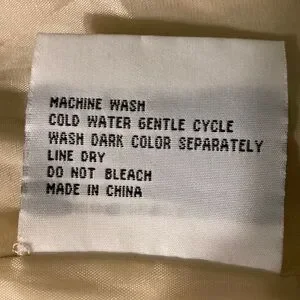 MACHINE WASH
COLD WATER GENTLE CYCLE
WASH DARK COLOR SEPARATELY
LINE DRY
DO NOT BLEACH
MADE IN CHINA